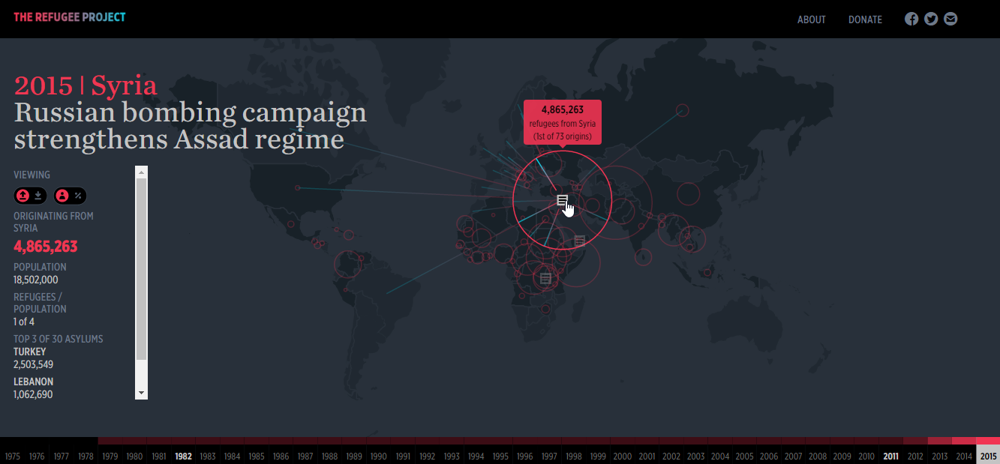 THE REFUGEE PROJECT
ABOUT DONATE
2015 | Syria
Russian bombing campaign
strengthens Assad regime
4,865,263
refugees from Syria
(1st of 73 origins)
VIEWING
%
ORIGINATING FROM
SYRIA
4,865,263
POPULATION
18,502,000
REFUGEES /
POPULATION
1 of 4
TOP 3 OF 30 ASYLUMS
TURKEY
2,503,549
LEBANON
1,062,690
1975 1976 1977 1978 1979 1980 1981 1982 1983 1984 1985 1986 1987 1988 1989 1990 1991 1992 1993 1994 1995 1996 1997 1998 1999 2000 2001 2002 2003 2004 2005 2006 2007 2008 2009 2010 2011 2012 2013 2014 2015